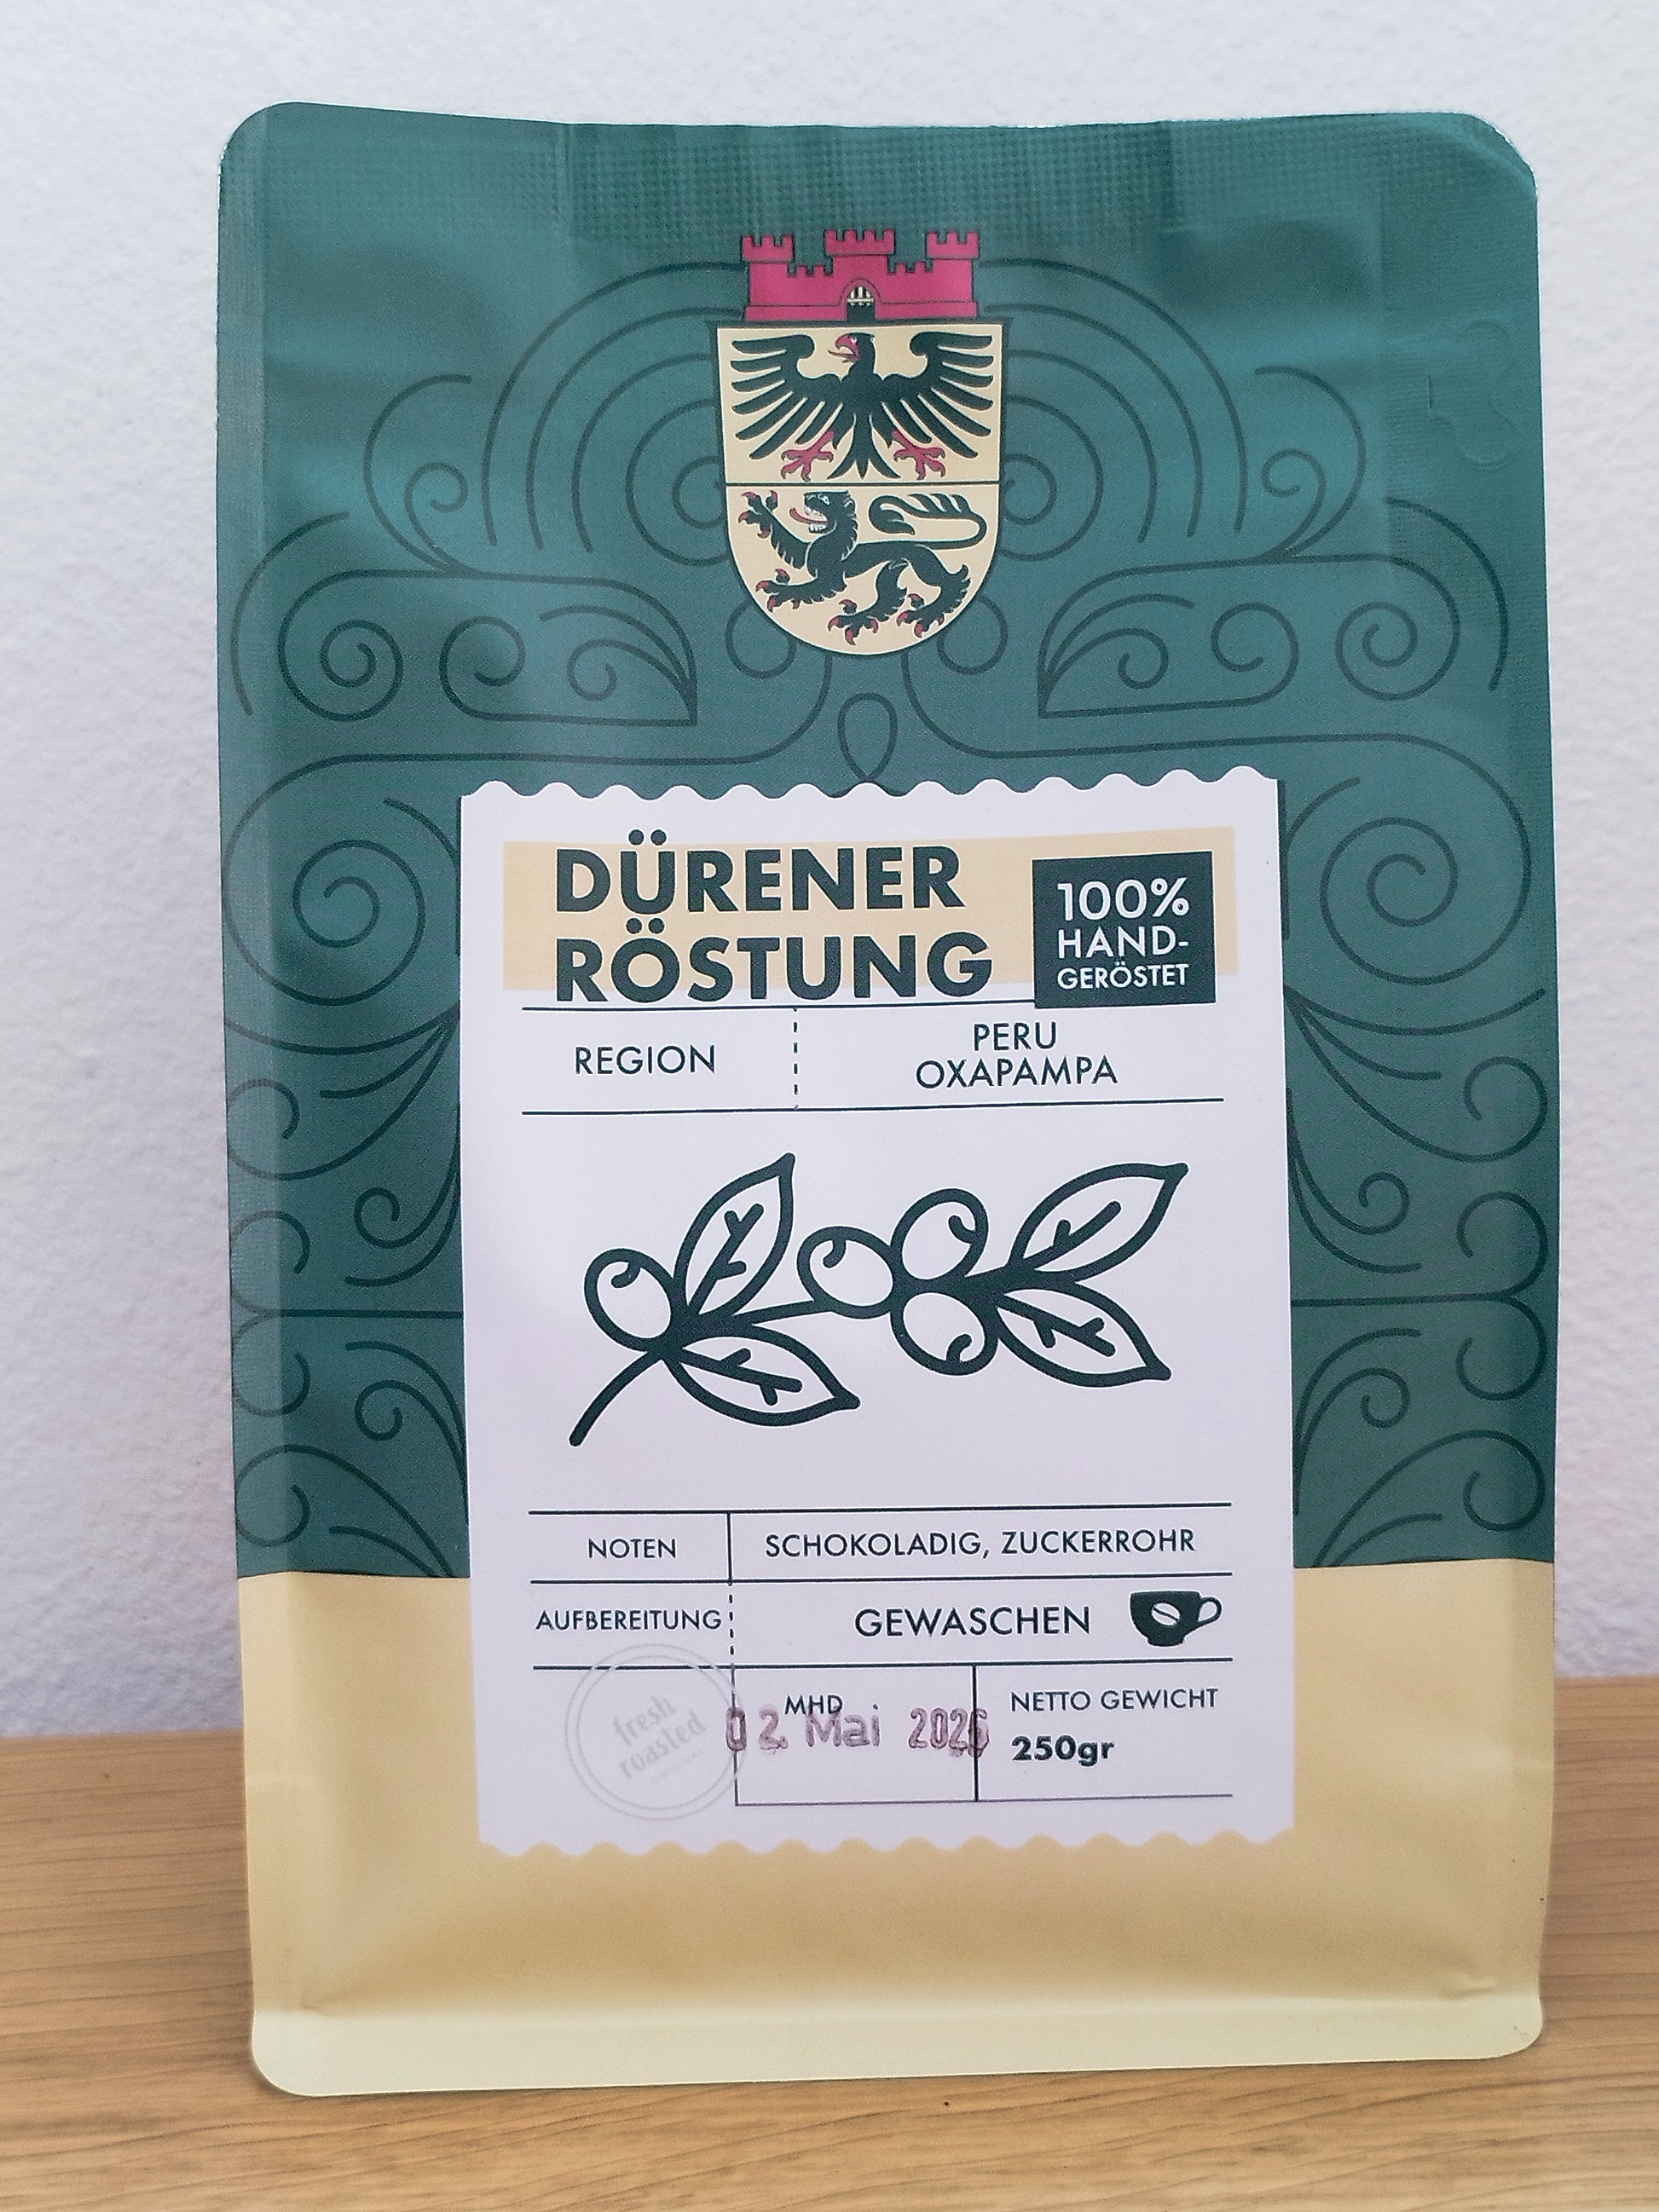 DÜRENER
RÖSTUNG
100%
HAND-
GERÖSTET
REGION
PERU
OXAPAMPA
NOTEN
SCHOKOLADIG, ZUCKERROHR
AUFBEREITUNG
GEWASCHEN
fresh
roasted
MHD
02. Mai 2026
NETTO GEWICHT
250gr